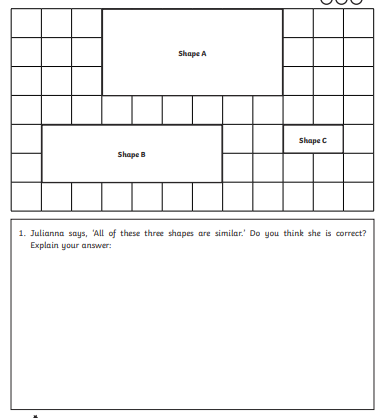 Shape A
Shape B
Shape C
1. Julianna says, 'All of these three shapes are similar.' Do you think she is correct?
Explain your answer: